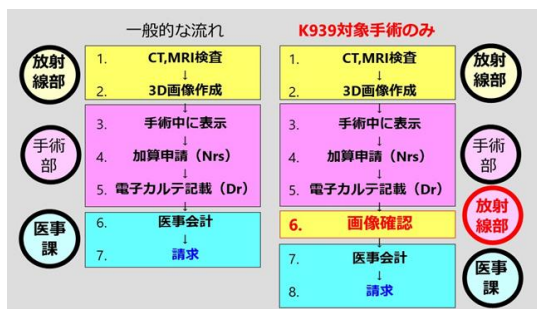 一般的な流れ
放射
線部
1. CT,MRI検査
↓
2. 3D画像作成
↓
手術
部
3. 手術中に表示
↓
4. 加算申請（Nrs）
↓
5. 電子カルテ記載（Dr）
↓
医事
課
6. 医事会計
↓
7. 請求
K939対象手術のみ
1. CT,MRI検査
↓
2. 3D画像作成
↓
放射
線部
3. 手術中に表示
↓
4. 加算申請（Nrs）
↓
5. 電子カルテ記載（Dr）
↓
手術
部
6. 画像確認
↓
放射
線部
7. 医事会計
↓
8. 請求
医事
課